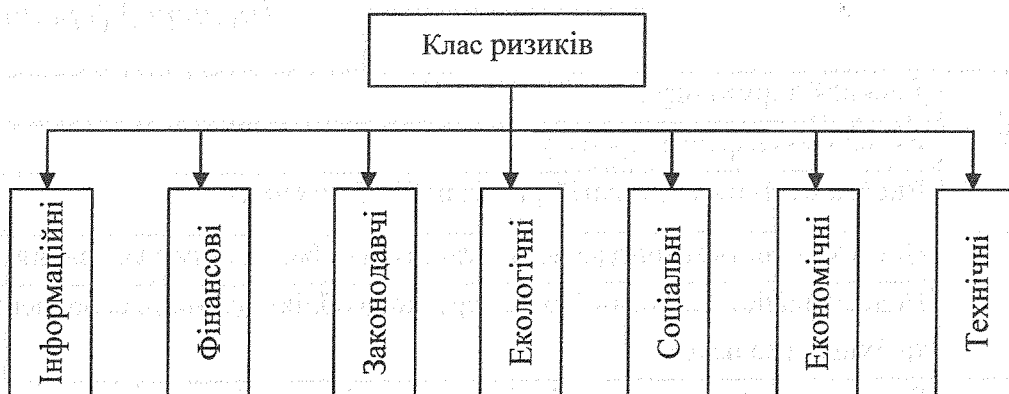 Клас ризиків
Інформаційні
Фінансові
Законодавчі
Екологічні
Соціальні
Економічні
Технічні